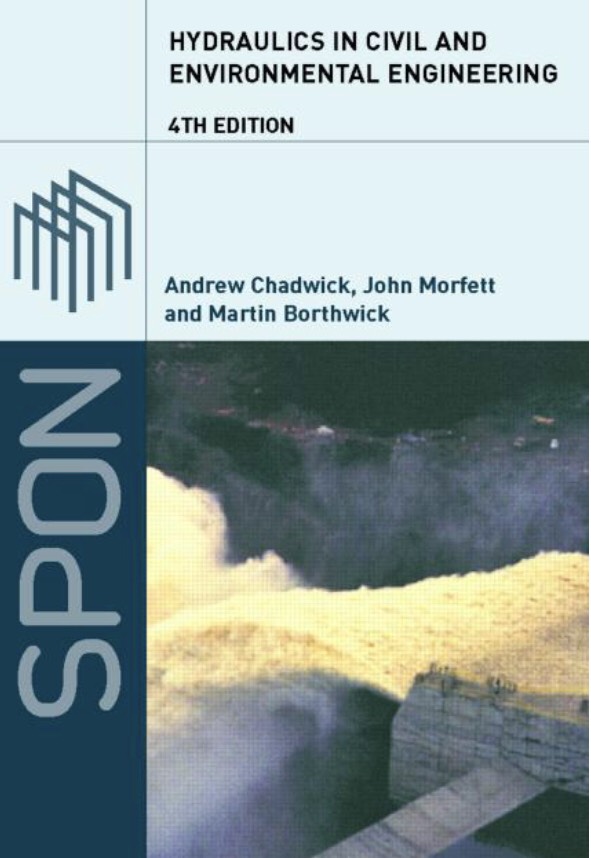 HYDRAULICS IN CIVIL AND
ENVIRONMENTAL ENGINEERING
4TH EDITION
Andrew Chadwick, John Morfett
and Martin Borthwick
SPON